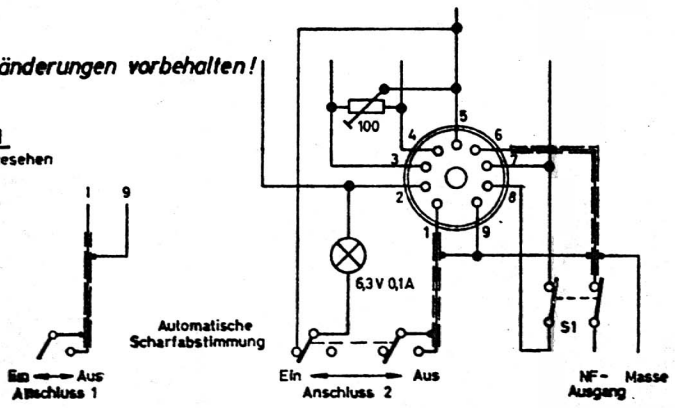 änderungen vorbehalten!
esehen
1 9
Ein Aus
Anschluss 1
Automatische
Scharfabstimmung
100
1
2
3
4
5
6
7
8
9
6,3 V 0,1A
Ein Aus
Anschluss 2
S1
NF- Masse
Ausgang